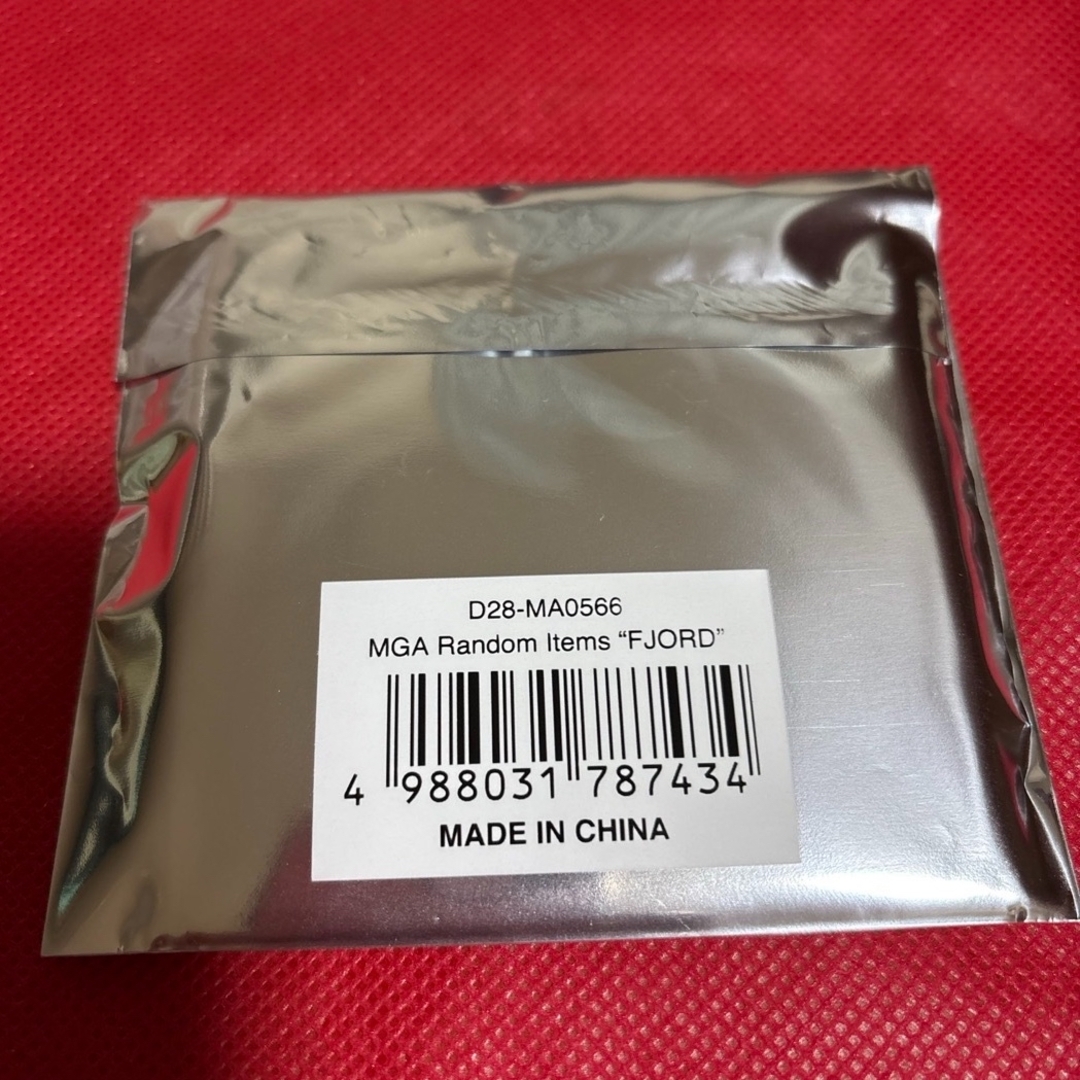 D28-MA0566
MGA Random Items “FJORD”
4 988031 787434
MADE IN CHINA